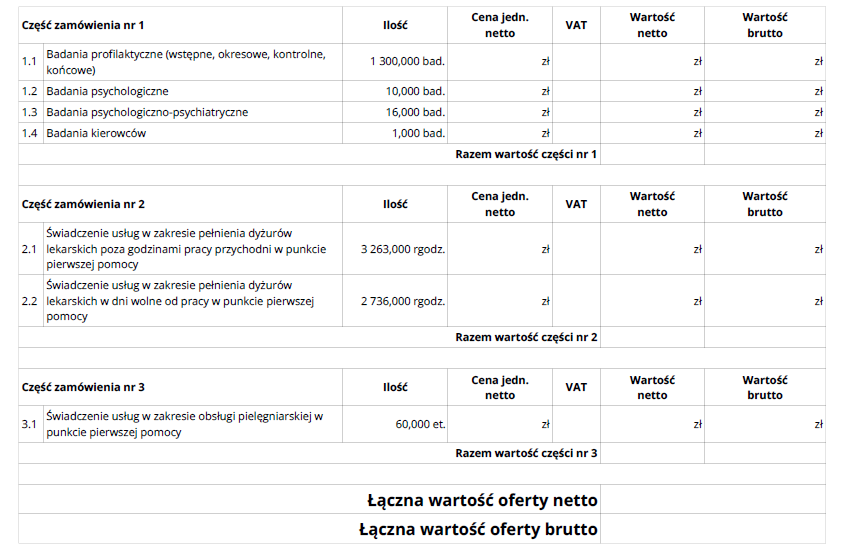 Część zamówienia nr 1 Ilość Cena jedn. netto VAT Wartość netto Wartość brutto
1.1 Badania profilaktyczne (wstępne, okresowe, kontrolne, końcowe) 1 300,000 bad. zł zł zł
1.2 Badania psychologiczne 10,000 bad. zł zł zł
1.3 Badania psychologiczno-psychiatryczne 16,000 bad. zł zł zł
1.4 Badania kierowców 1,000 bad. zł zł zł
Razem wartość części nr 1
Część zamówienia nr 2 Ilość Cena jedn. netto VAT Wartość netto Wartość brutto
2.1 Świadczenie usług w zakresie pełnienia dyżurów lekarskich poza godzinami pracy przychodni w punkcie pierwszej pomocy 3 263,000 rgodz. zł zł zł
2.2 Świadczenie usług w zakresie pełnienia dyżurów lekarskich w dni wolne od pracy w punkcie pierwszej pomocy 2 736,000 rgodz. zł zł zł
Razem wartość części nr 2
Część zamówienia nr 3 Ilość Cena jedn. netto VAT Wartość netto Wartość brutto
3.1 Świadczenie usług w zakresie obsługi pielęgniarskiej w punkcie pierwszej pomocy 60,000 et. zł zł zł
Razem wartość części nr 3
Łączna wartość oferty netto
Łączna wartość oferty brutto